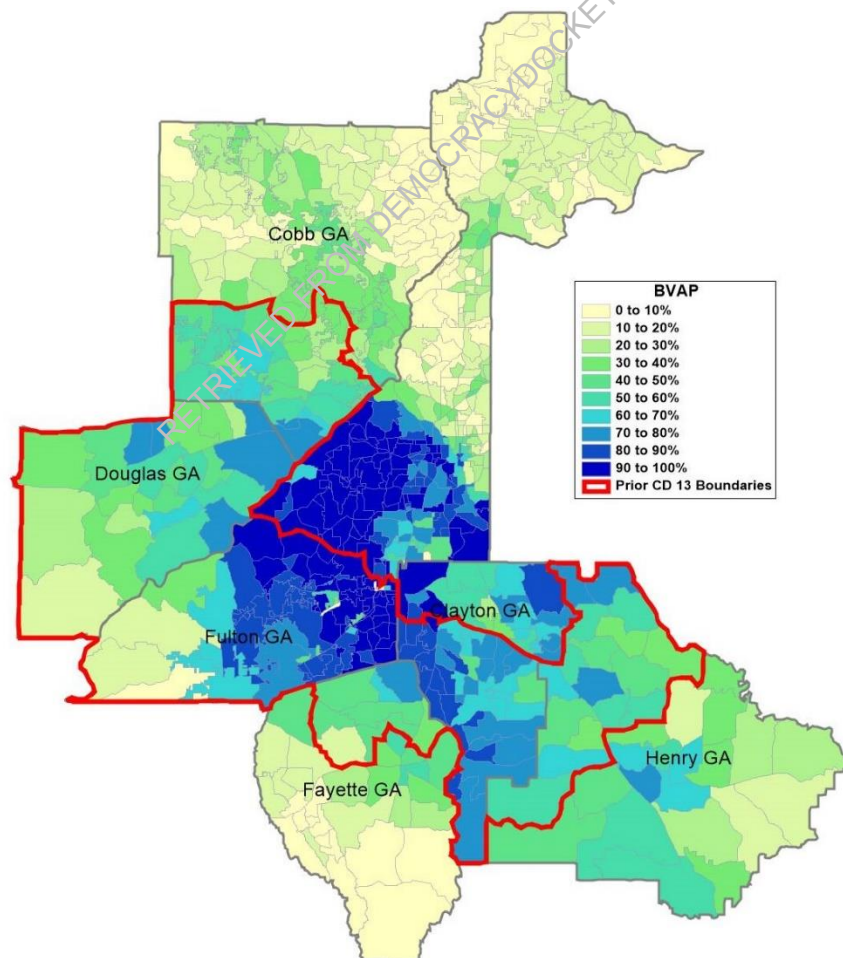 RETRIEVED FROM DEMOCRACYDOCKET
Cobb GA
BVAP
0 to 10%
10 to 20%
20 to 30%
30 to 40%
40 to 50%
50 to 60%
60 to 70%
70 to 80%
80 to 90%
90 to 100%
Prior CD 13 Boundaries
Douglas GA
Clayton GA
Fulton GA
Henry GA
Fayette GA